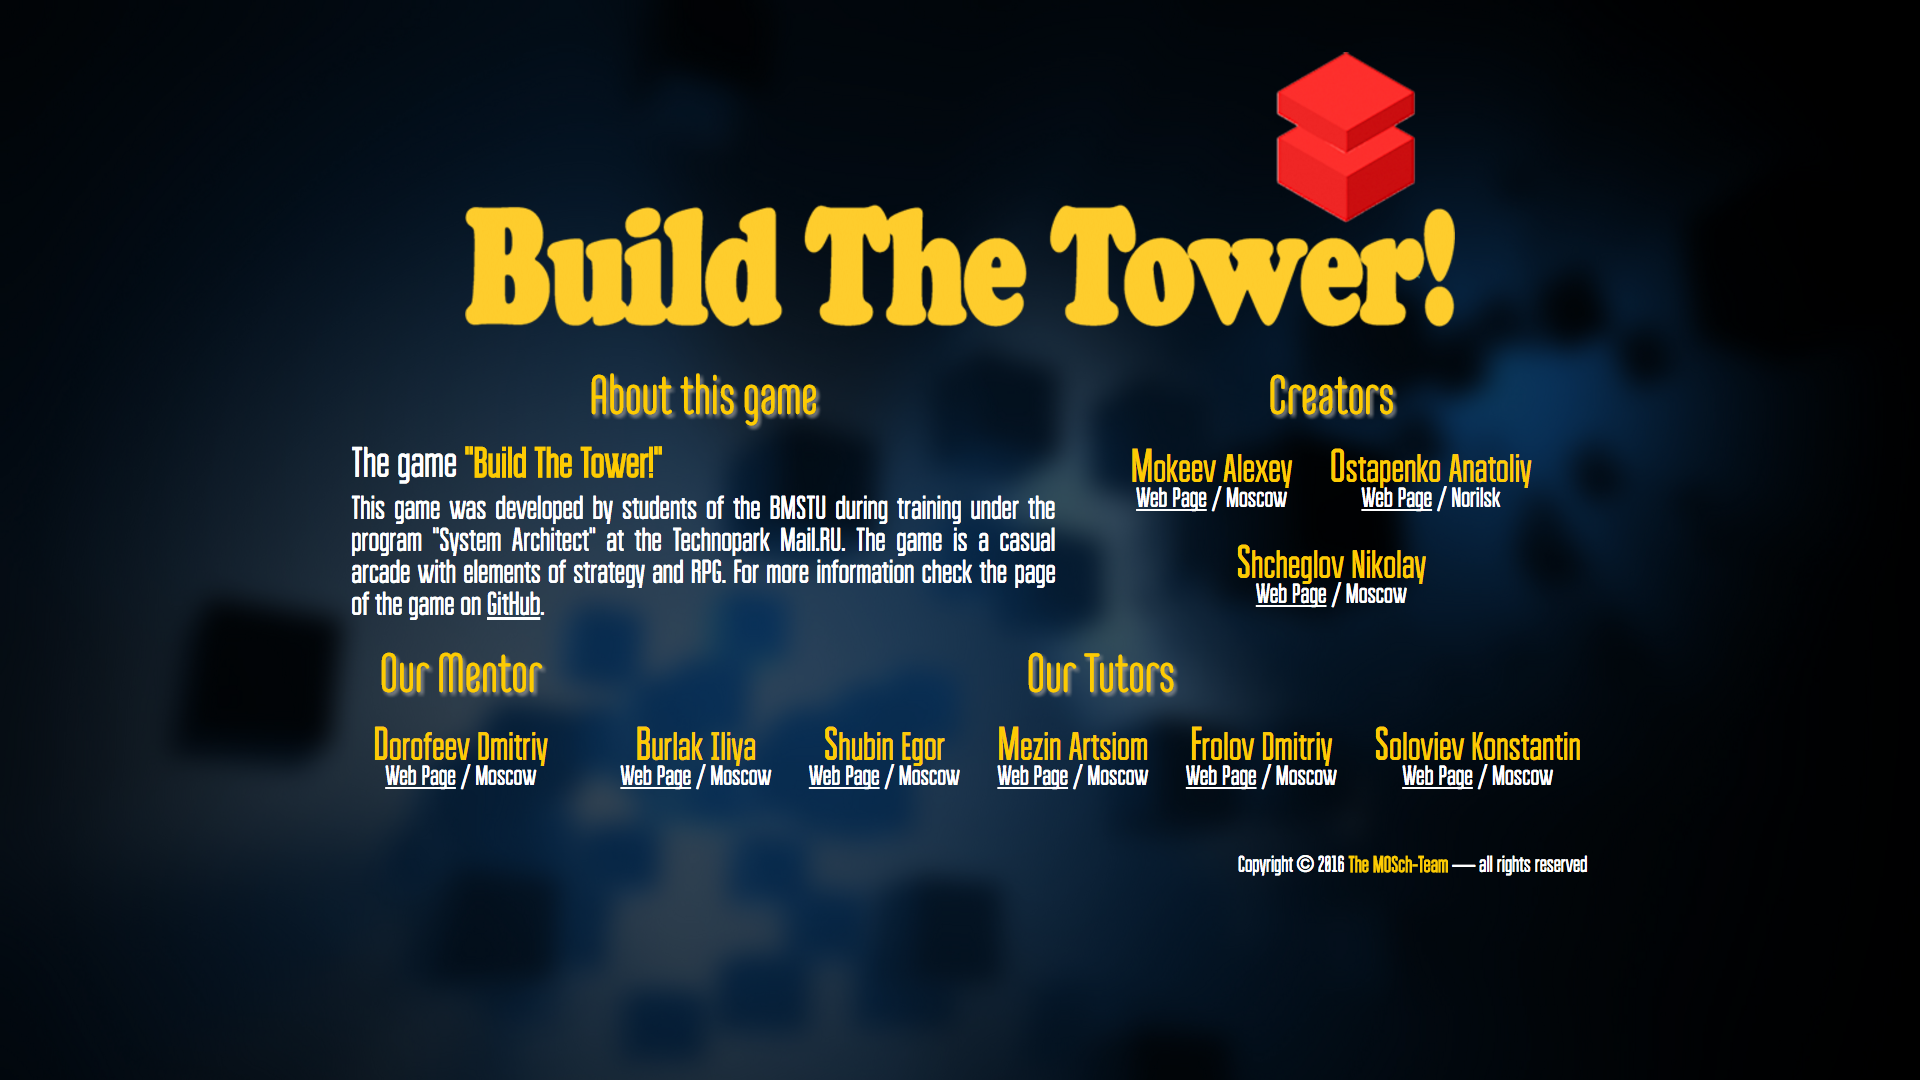 Build The Tower!
About this game
The game "Build The Tower!"
This game was developed by students of the BMSTU during training under the
program "System Architect" at the Technopark Mail.RU. The game is a casual
arcade with elements of strategy and RPG. For more information check the page
of the game on GitHub.
Creators
Mokeev Alexey
Web Page / Moscow
Ostapenko Anatoliy
Web Page / Norilsk
Shcheglov Nikolay
Web Page / Moscow
Our Mentor
Dorofeev Dmitriy
Web Page / Moscow
Our Tutors
Burlak Iliya
Web Page / Moscow
Shubin Egor
Web Page / Moscow
Mezin Artsiom
Web Page / Moscow
Frolov Dmitriy
Web Page / Moscow
Soloviev Konstantin
Web Page / Moscow
Copyright © 2016 The MOSch-Team — all rights reserved